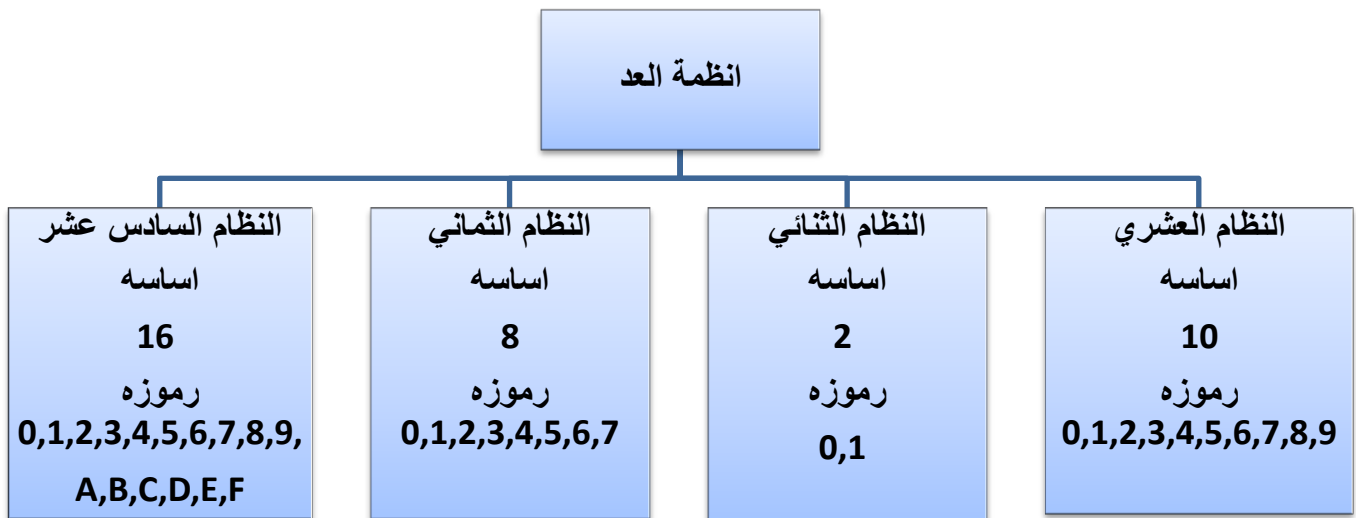 انظمة العد
النظام العشري
اساسه
10
رموزه
0,1,2,3,4,5,6,7,8,9
النظام الثنائي
اساسه
2
رموزه
0,1
النظام الثماني
اساسه
8
رموزه
0,1,2,3,4,5,6,7
النظام السادس عشر
اساسه
16
رموزه
0,1,2,3,4,5,6,7,8,9,
A,B,C,D,E,F